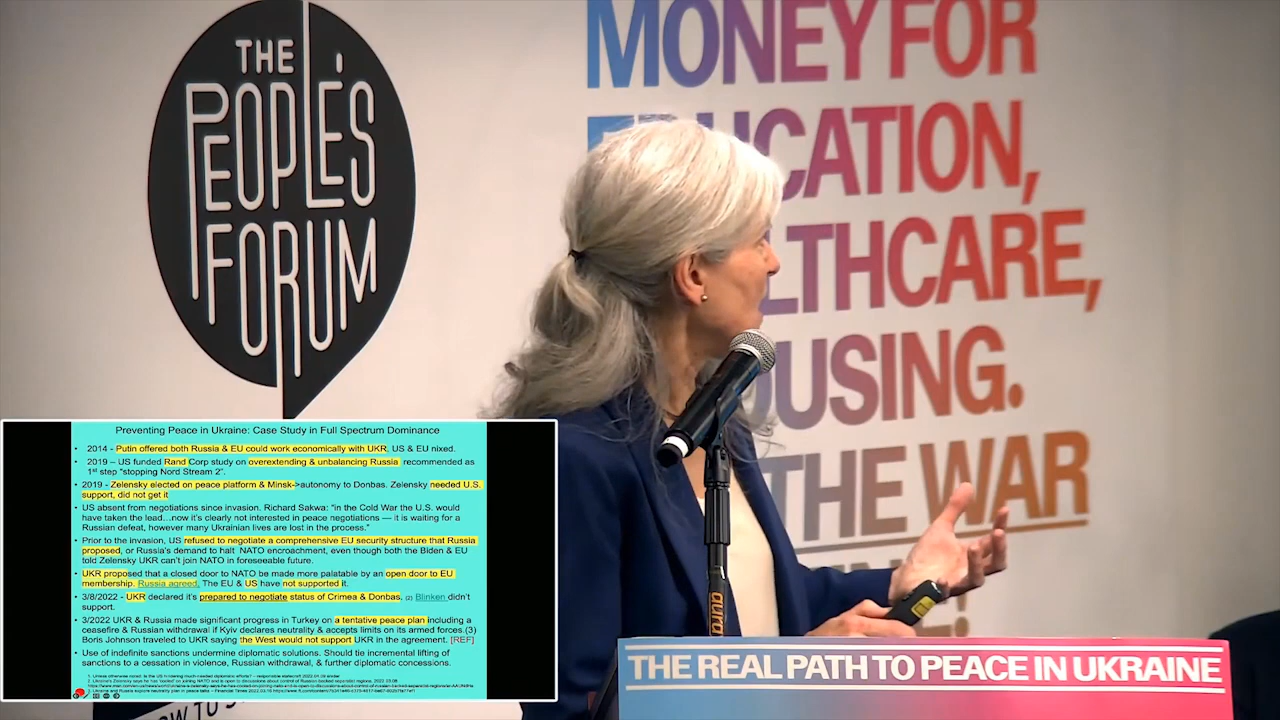 THE
PEOPLE'S
FORUM
MONEY FOR
EDUCATION,
LTHCARE,
OUSING.
THE WAR
THE REAL PATH TO PEACE IN UKRAINE
Preventing Peace in Ukraine: Case Study in Full Spectrum Dominance
• 2014 - Putin offered both Russia & EU could work economically with UKR, US & EU nixed.
• 2019 – US funded Rand Corp study on overextending & unbalancing Russia recommended as
1st step "stopping Nord Stream 2".
• 2019 - Zelensky elected on peace platform & Minsk->autonomy to Donbas. Zelensky needed U.S.
support, did not get it
• US absent from negotiations since invasion. Richard Sakwa: "in the Cold War the U.S. would
have taken the lead…now it's clearly not interested in peace negotiations — it is waiting for a
Russian defeat, however many Ukrainian lives are lost in the process."
• Prior to the invasion, US refused to negotiate a comprehensive EU security structure that Russia
proposed, or Russia's demand to halt NATO encroachment, even though both the Biden & EU
told Zelensky UKR can't join NATO in foreseeable future.
• UKR proposed that a closed door to NATO be made more palatable by an open door to EU
membership. Russia agreed. The EU & US have not supported it.
• 3/8/2022 - UKR declared it's prepared to negotiate status of Crimea & Donbas, (2) Blinken didn't
support.
• 3/2022 UKR & Russia made significant progress in Turkey on a tentative peace plan including a
ceasefire & Russian withdrawal if Kyiv declares neutrality & accepts limits on its armed forces.(3)
Boris Johnson traveled to UKR saying the West would not support UKR in the agreement. [REF]
• Use of indefinite sanctions undermine diplomatic solutions. Should tie incremental lifting of
sanctions to a cessation in violence, Russian withdrawal, & further diplomatic concessions.